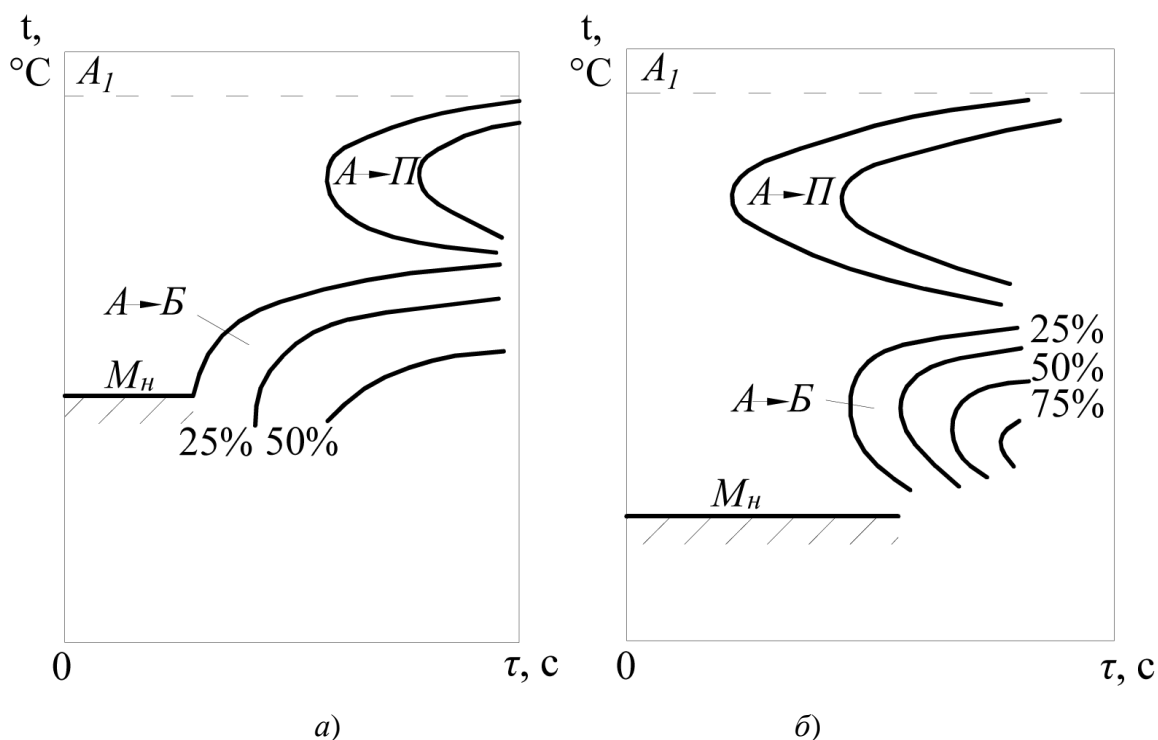 t,
°C
A1
А→П
А→Б
Мн
25% 50%
0
τ, с
а)
t,
°C
A1
А→П
25%
50%
А→Б
75%
Мн
0
τ, с
б)